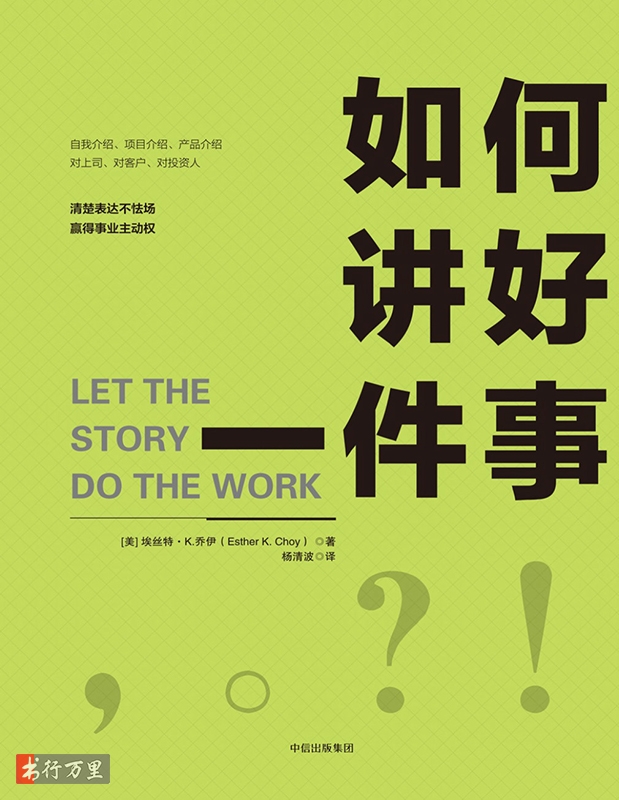 如何
讲好
一件事
自我介绍、项目介绍、产品介绍
对上司、对客户、对投资人
清楚表达不怯场
赢得事业主动权
LET THE
STORY
DO THE WORK
[美] 埃丝特·K.乔伊（Esther K. Choy）◎著
杨清波◎译
，。？！
中信出版集团
书行万里